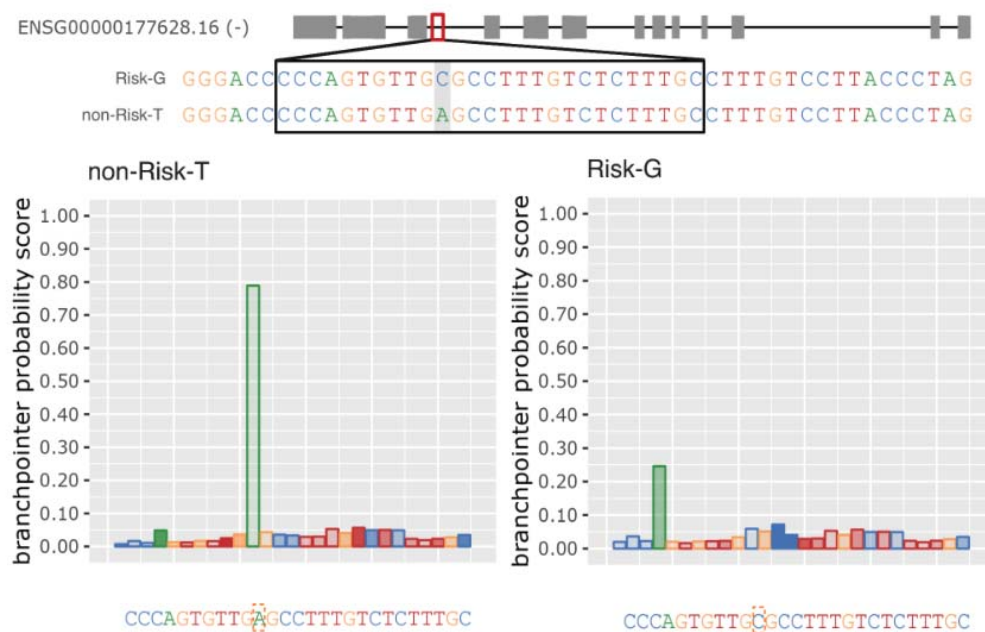 ENSG00000177628.16 (-)
Risk-G GGGACCCCCAGTGTTGCGCCTTTGTCTCTTTGCCTTTGTCCTTACCCTAG
non-Risk-T GGGACCCCCAGTGTTGAGCCTTTGTCTCTTTGCCTTTGTCCTTACCCTAG
non-Risk-T
branchpointer probability score
1.00
0.90
0.80
0.70
0.60
0.50
0.40
0.30
0.20
0.10
0.00
CCCAGTGTTGAGCCTTTGTCTCTTTGC
Risk-G
branchpointer probability score
1.00
0.90
0.80
0.70
0.60
0.50
0.40
0.30
0.20
0.10
0.00
CCCAGTGTTGCGCCTTTGTCTCTTTGC